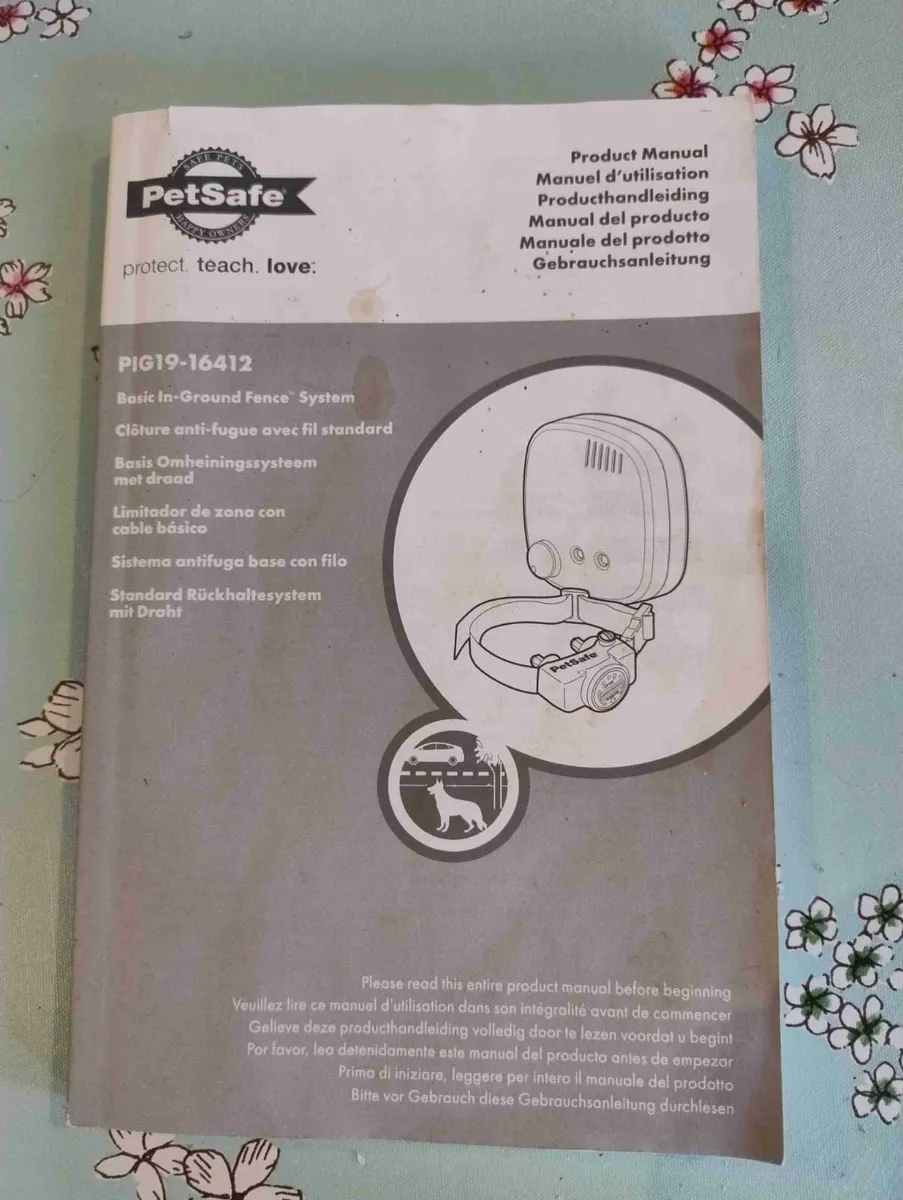 SAFE PETS
PetSafe®
HAPPY OWNERS
protect. teach. love.
Product Manual
Manuel d'utilisation
Producthandleiding
Manual del producto
Manuale del prodotto
Gebrauchsanleitung
PIG19-16412
Basic In-Ground Fence™ System
Clôture anti-fugue avec fil standard
Basis Omheiningssysteem
met draad
Limitador de zona con
cable básico
Sistema antifuga base con filo
Standard Rückhaltesystem
mit Draht
PetSafe
Please read this entire product manual before beginning
Veuillez lire ce manuel d'utilisation dans son intégralité avant de commencer
Gelieve deze producthandleiding volledig door te lezen voordat u begint
Por favor, lea detenidamente este manual del producto antes de empezar
Prima di iniziare, leggere per intero il manuale del prodotto
Bitte vor Gebrauch diese Gebrauchsanleitung durchlesen